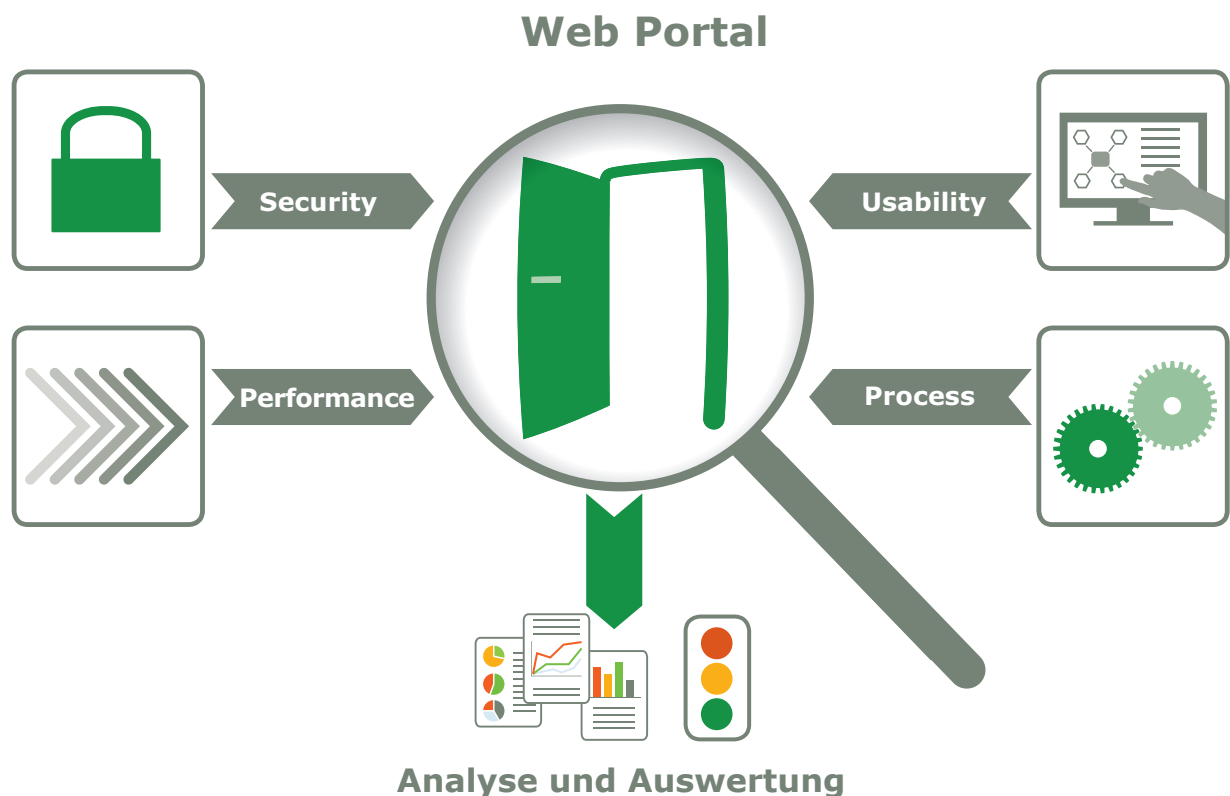 Web Portal
Security
Usability
Performance
Process
Analyse und Auswertung